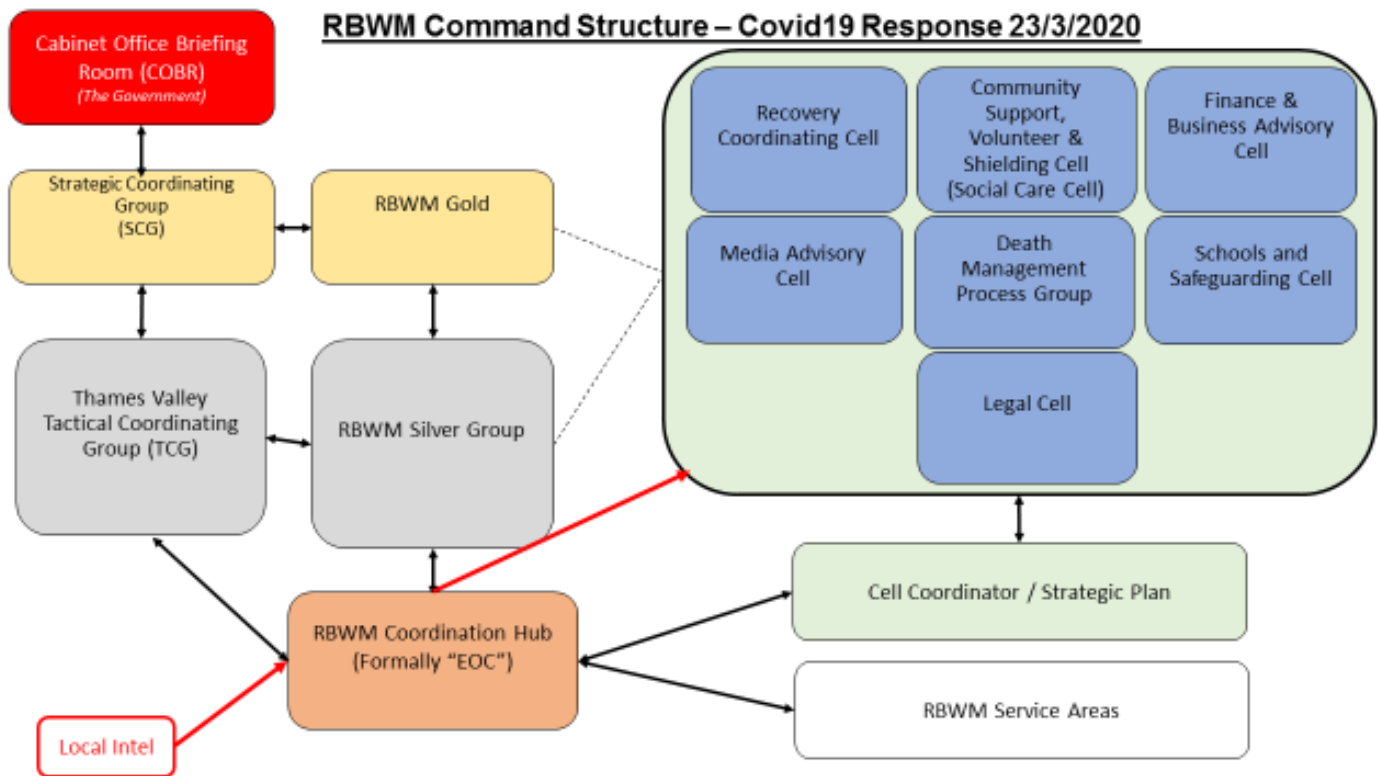 RBWM Command Structure – Covid19 Response 23/3/2020
Cabinet Office Briefing
Room (COBR)
(The Government)
Strategic Coordinating
Group
(SCG)
RBWM Gold
Thames Valley
Tactical Coordinating
Group (TCG)
RBWM Silver Group
Recovery
Coordinating Cell
Community
Support,
Volunteer &
Shielding Cell
(Social Care Cell)
Finance &
Business Advisory
Cell
Media Advisory
Cell
Death
Management
Process Group
Schools and
Safeguarding Cell
Legal Cell
RBWM Coordination Hub
(Formally “EOC”)
Cell Coordinator / Strategic Plan
RBWM Service Areas
Local Intel